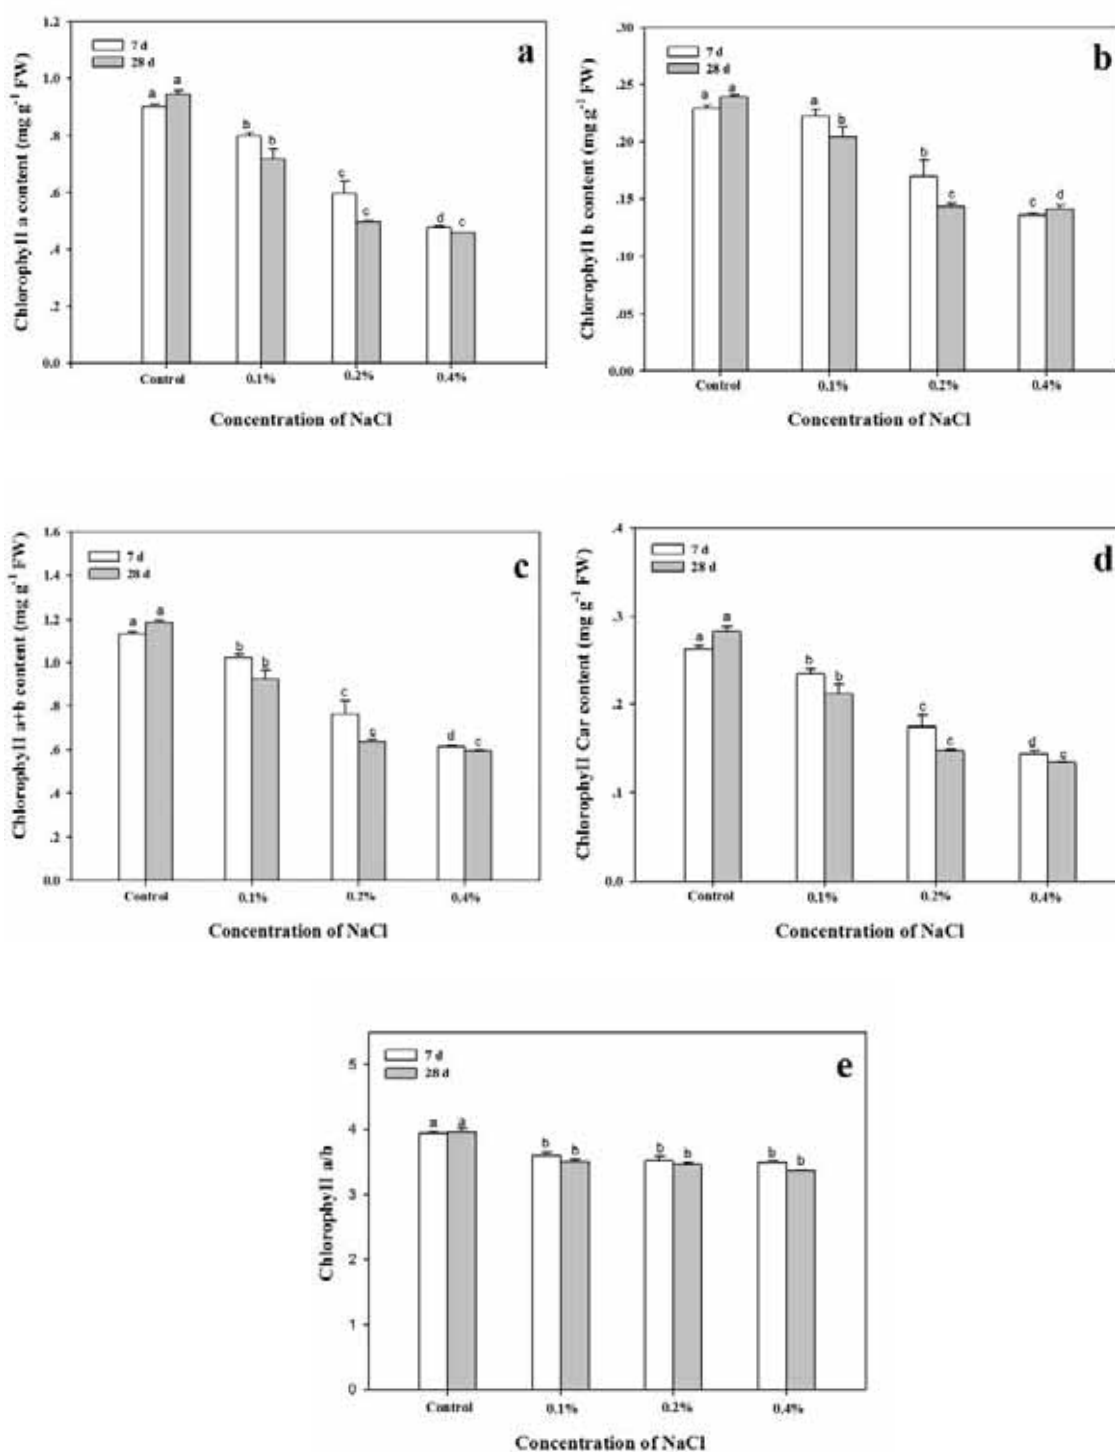 a
7 d
28 d
Chlorophyll a content (mg g⁻¹ FW)
1.2
1.0
.8
.6
.4
.2
0.0
a a
b b
c c
d c
Control 0.1% 0.2% 0.4%
Concentration of NaCl
b
7 d
28 d
Chlorophyll b content (mg g⁻¹ FW)
.30
.25
.20
.15
.10
.05
.00
a a
a b
b c
c d
Control 0.1% 0.2% 0.4%
Concentration of NaCl
c
7 d
28 d
Chlorophyll a+b content (mg g⁻¹ FW)
1.6
1.4
1.2
1.0
.8
.6
.4
.2
0.0
a a
b b
c c
d c
Control 0.1% 0.2% 0.4%
Concentration of NaCl
d
7 d
28 d
Chlorophyll Car content (mg g⁻¹ FW)
.4
.3
.2
.1
0.0
a a
b b
c c
d c
Control 0.1% 0.2% 0.4%
Concentration of NaCl
e
7 d
28 d
Chlorophyll a/b
5
4
3
2
1
0
a a
b b
b b
b b
Control 0.1% 0.2% 0.4%
Concentration of NaCl